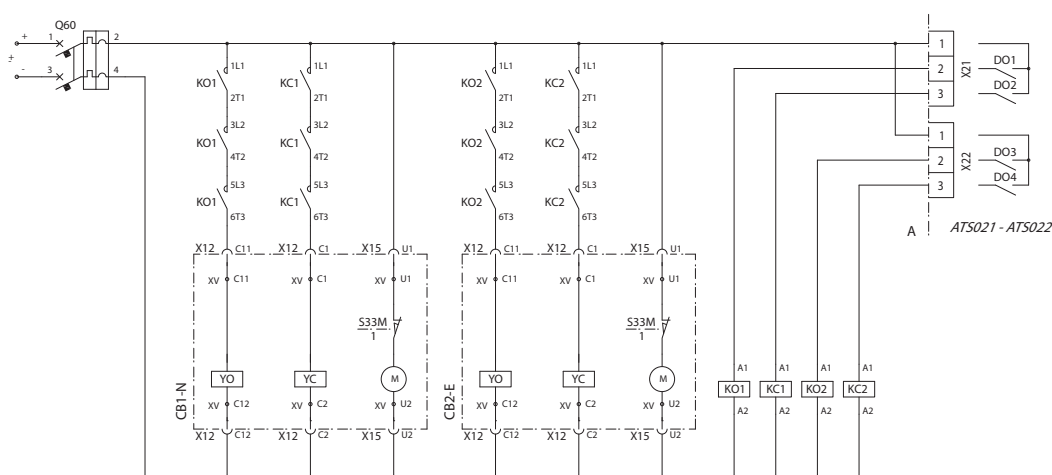 Q60
+ 1 2
+
-
- 3 4
1 X21
DO1
2
DO2
3
1L1 1L1 1L1 1L1
KO1 KC1 KO2 KC2
2T1 2T1 2T1 2T1
3L2 3L2 3L2 3L2
KO1 KC1 KO2 KC2
4T2 4T2 4T2 4T2
5L3 5L3 5L3 5L3
KO1 KC1 KO2 KC2
6T3 6T3 6T3 6T3
1 X22
DO3
2
DO4
3
A ATS021 - ATS022
X12 C11 X12 C1 X15 U1 X12 C11 X12 C1 X15 U1
XV C11 XV C1 XV U1 XV C11 XV C1 XV U1
S33M S33M
1 1
CB1-N YO YC M CB2-E YO YC M
A1 A1 A1 A1
KO1 KC1 KO2 KC2
A2 A2 A2 A2
XV C12 XV C2 XV U2 XV C12 XV C2 XV U2
X12 C12 X12 C2 X15 U2 X12 C12 X12 C2 X15 U2